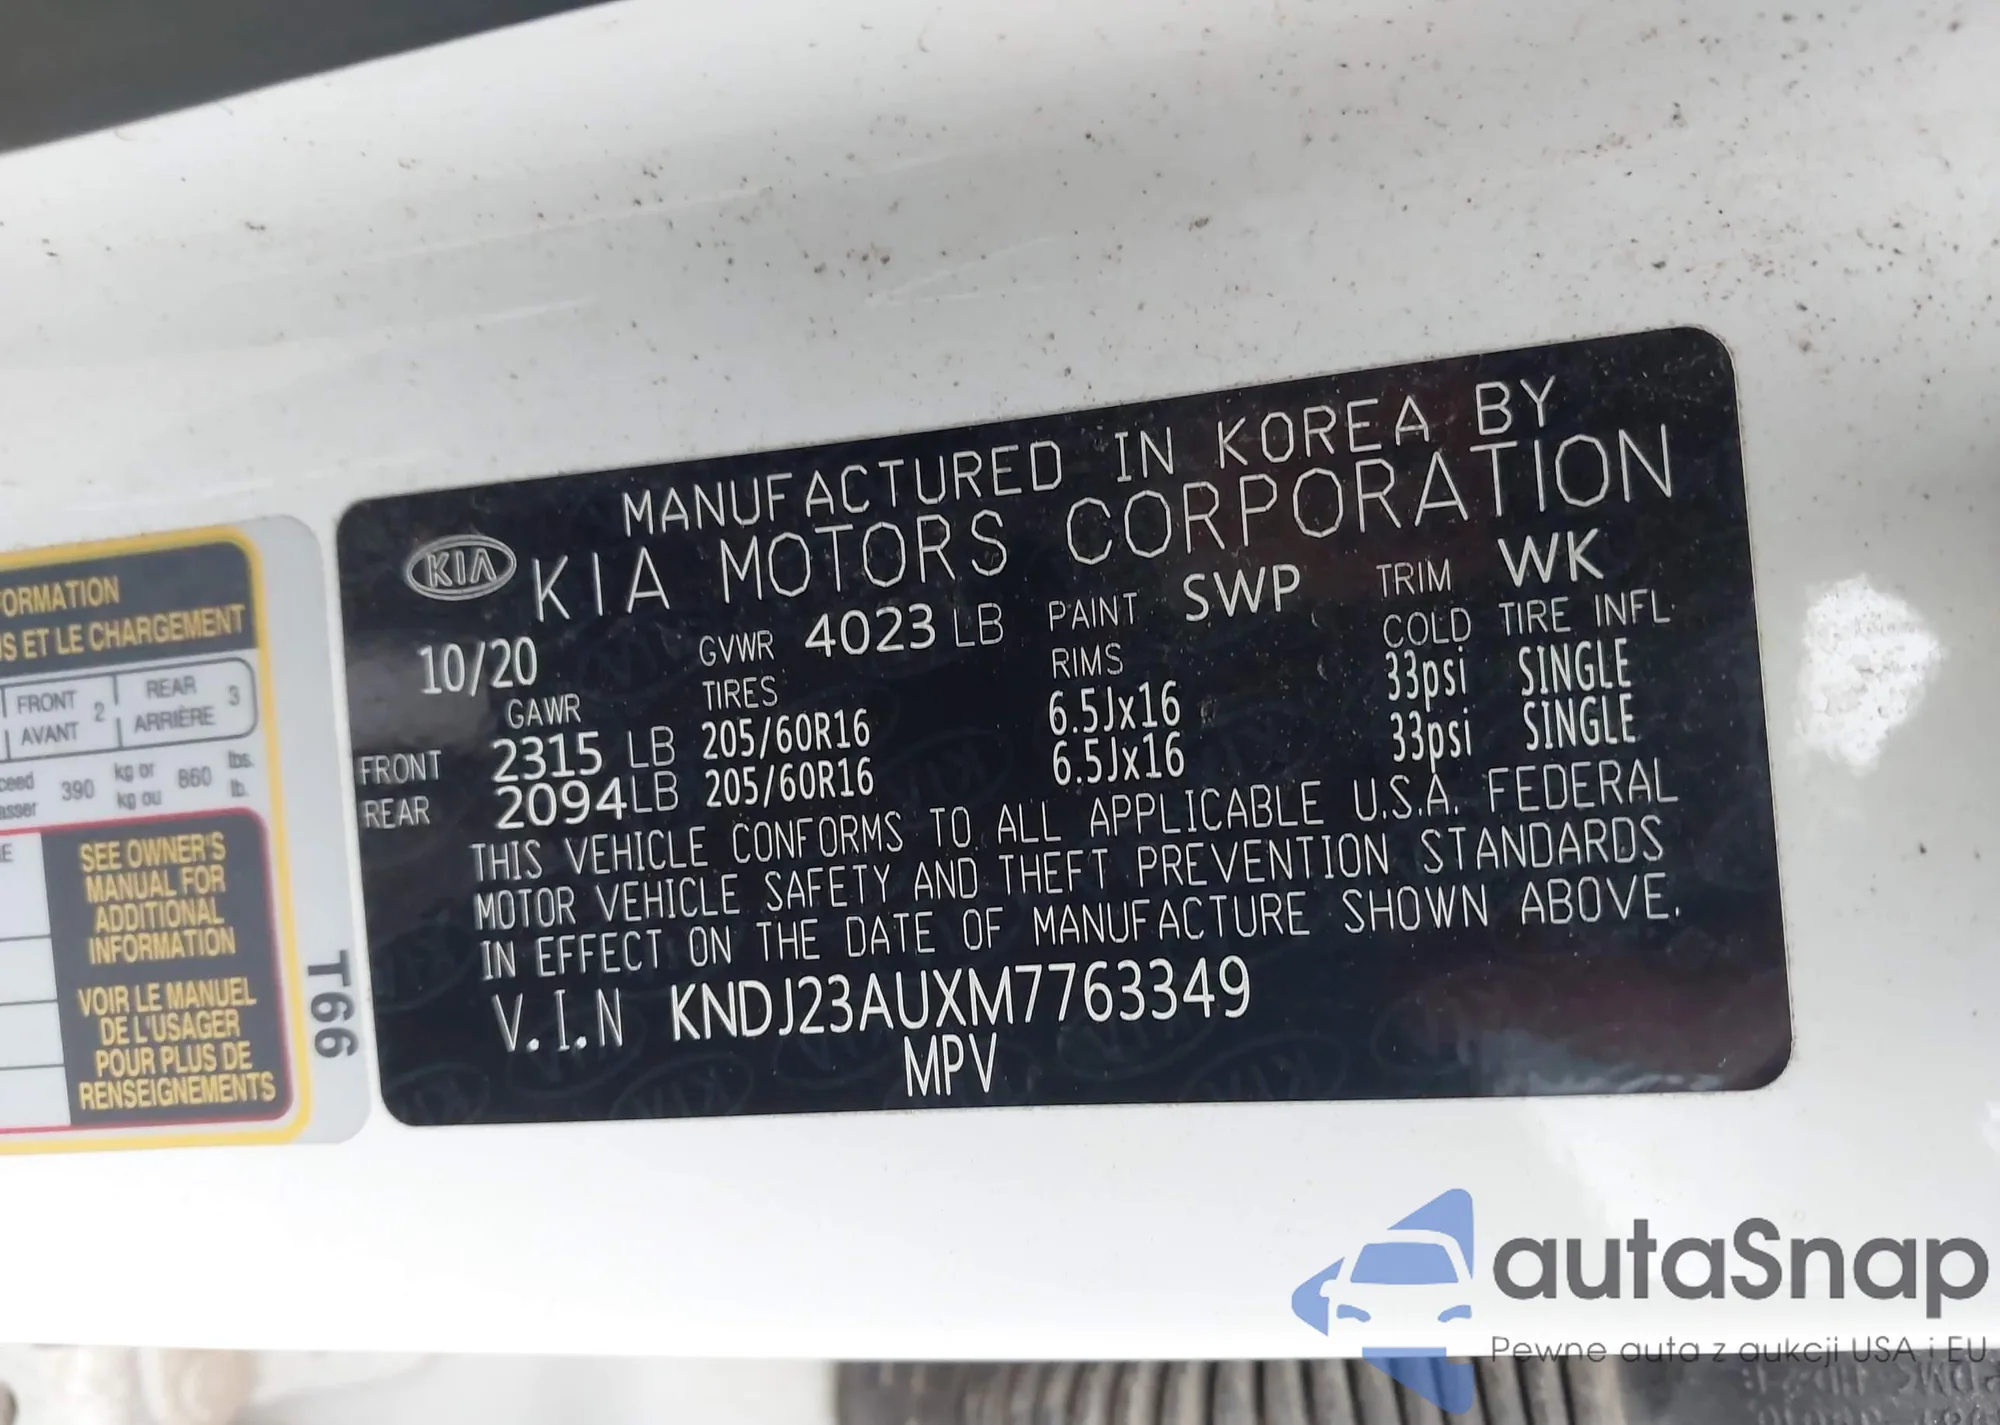 MANUFACTURED IN KOREA BY
KIA KIA MOTORS CORPORATION
10/20 GVWR 4023 LB PAINT SWP TRIM WK
GAWR TIRES RIMS COLD TIRE INFL.
FRONT 2315 LB 205/60R16 6.5Jx16 33psi SINGLE
REAR 2094 LB 205/60R16 6.5Jx16 33psi SINGLE
THIS VEHICLE CONFORMS TO ALL APPLICABLE U.S.A. FEDERAL
MOTOR VEHICLE SAFETY AND THEFT PREVENTION STANDARDS
IN EFFECT ON THE DATE OF MANUFACTURE SHOWN ABOVE.
V.I.N KNDJ23AUXM7763349
MPV
ORMATION
S ET LE CHARGEMENT
FRONT 2 REAR 3
AVANT ARRIÈRE
ceed 390 kg or 860 lbs.
asser kg ou lb.
SEE OWNER'S
MANUAL FOR
ADDITIONAL
INFORMATION
VOIR LE MANUEL
DE L'USAGER
POUR PLUS DE
RENSEIGNEMENTS
T66
autaSnap
Pewne auta z aukcji USA i EU